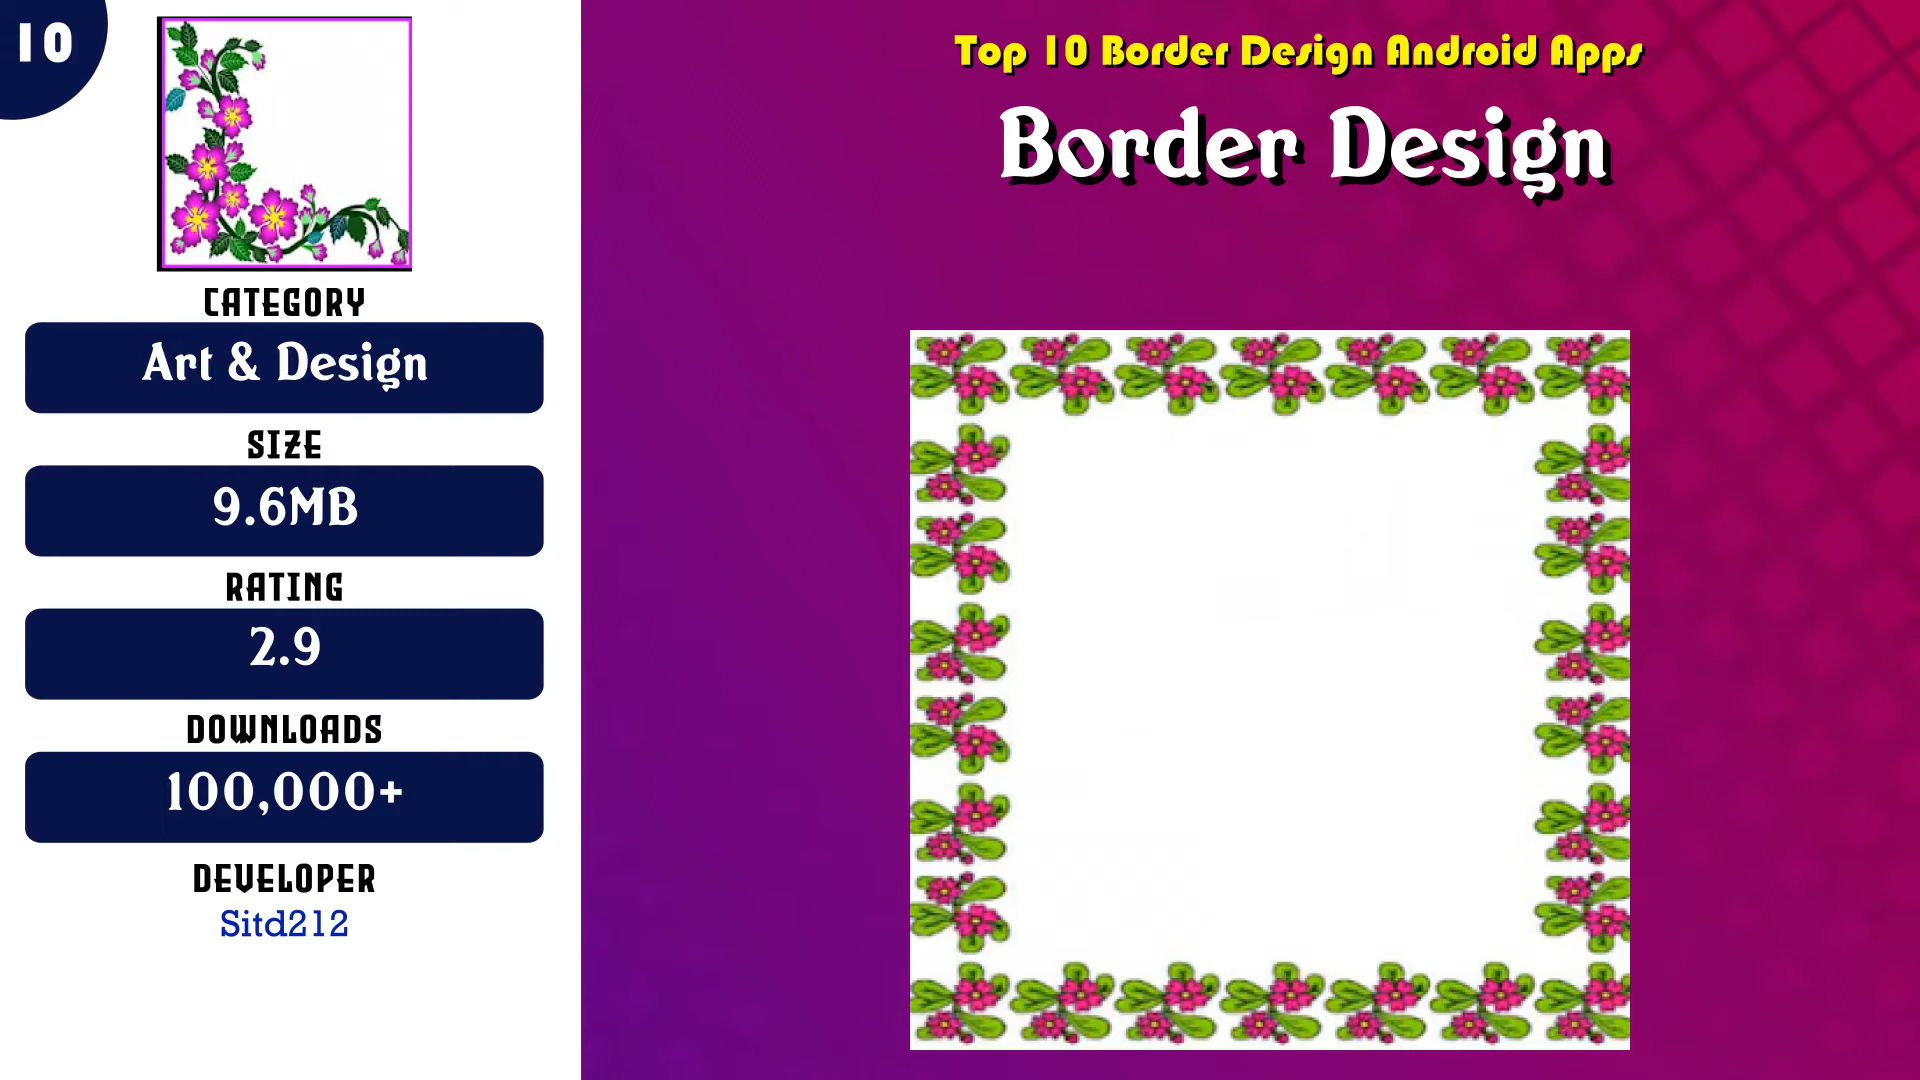 10
CATEGORY
Art & Design
SIZE
9.6MB
RATING
2.9
DOWNLOADS
100,000+
DEVELOPER
Sitd212
Top 10 Border Design Android Apps
Border Design